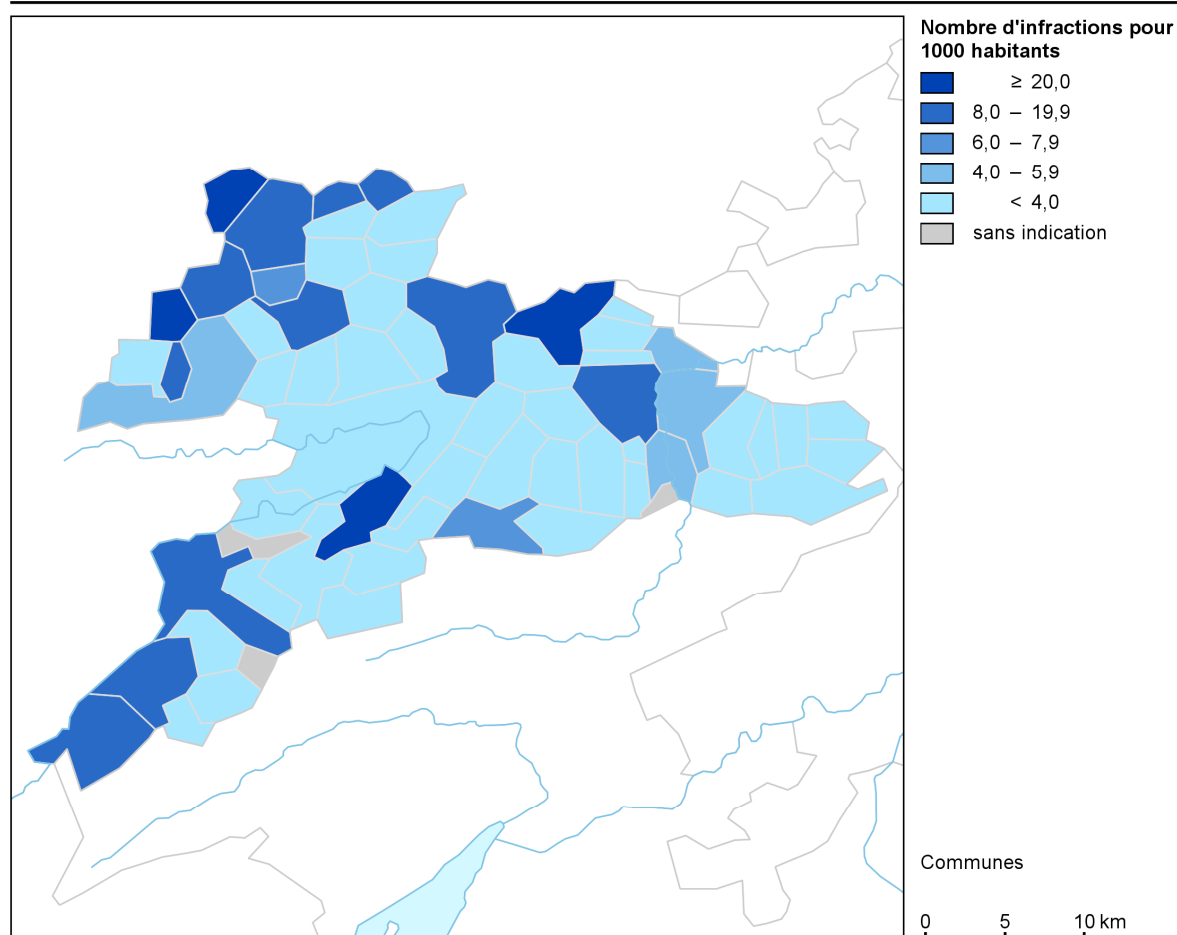 Nombre d'infractions pour
1000 habitants
≥ 20,0
8,0 – 19,9
6,0 – 7,9
4,0 – 5,9
< 4,0
sans indication
Communes
0 5 10 km